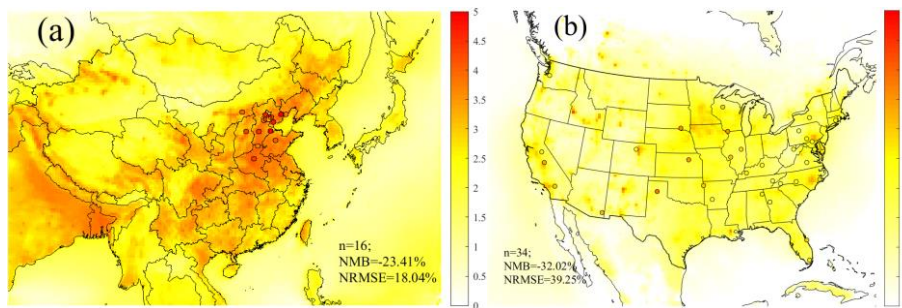 (a)
n=16;
NMB=-23.41%
NRMSE=18.04%
5
4.5
4
3.5
3
2.5
2
1.5
1
0.5
0
(b)
n=34;
NMB=-32.02%
NRMSE=39.25%